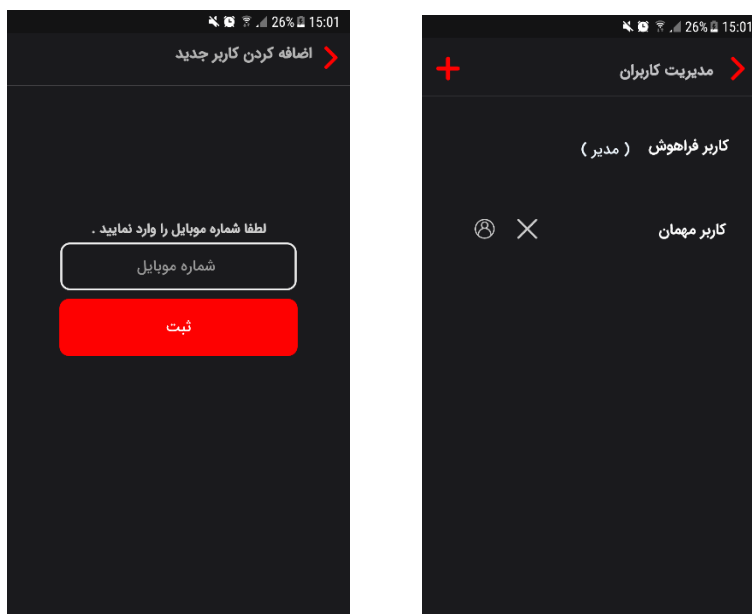 26% 15:01
مدیریت کاربران
کاربر فراهوش ( مدیر )
کاربر مهمان
26% 15:01
اضافه کردن کاربر جدید
لطفا شماره موبایل را وارد نمایید .
شماره موبایل
ثبت